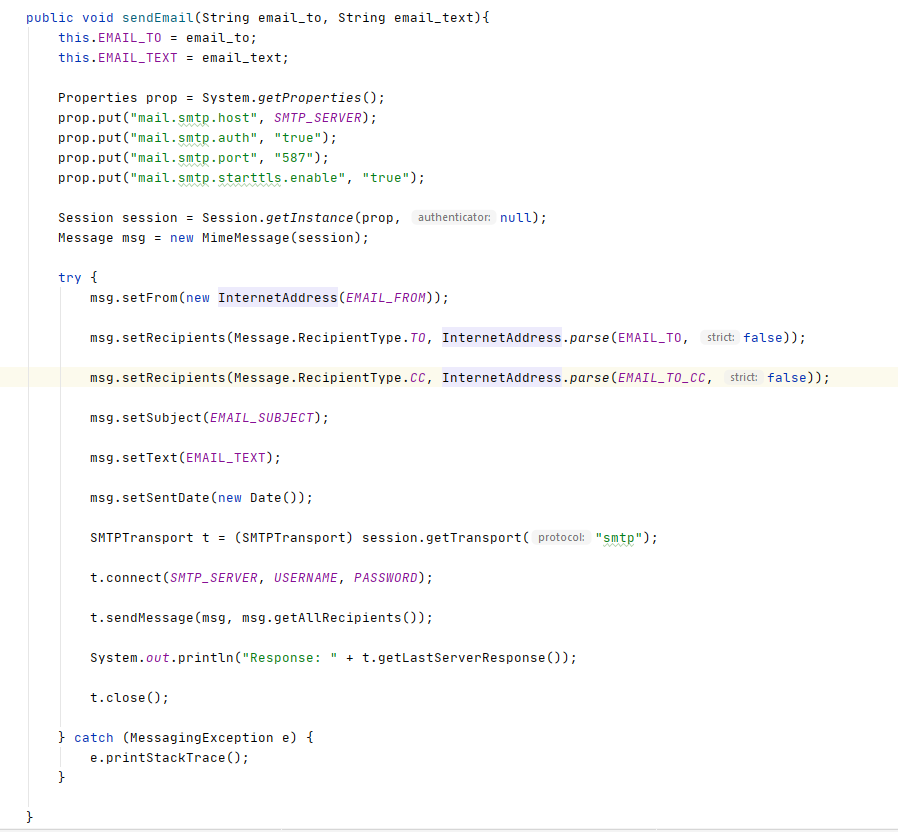 public void sendEmail(String email_to, String email_text){
this.EMAIL_TO = email_to;
this.EMAIL_TEXT = email_text;
Properties prop = System.getProperties();
prop.put("mail.smtp.host", SMTP_SERVER);
prop.put("mail.smtp.auth", "true");
prop.put("mail.smtp.port", "587");
prop.put("mail.smtp.starttls.enable", "true");
Session session = Session.getInstance(prop, authenticator: null);
Message msg = new MimeMessage(session);
try {
msg.setFrom(new InternetAddress(EMAIL_FROM));
msg.setRecipients(Message.RecipientType.TO, InternetAddress.parse(EMAIL_TO, strict: false));
msg.setRecipients(Message.RecipientType.CC, InternetAddress.parse(EMAIL_TO_CC, strict: false));
msg.setSubject(EMAIL_SUBJECT);
msg.setText(EMAIL_TEXT);
msg.setSentDate(new Date());
SMTPTransport t = (SMTPTransport) session.getTransport( protocol: "smtp");
t.connect(SMTP_SERVER, USERNAME, PASSWORD);
t.sendMessage(msg, msg.getAllRecipients());
System.out.println("Response: " + t.getLastServerResponse());
t.close();
} catch (MessagingException e) {
e.printStackTrace();
}
}